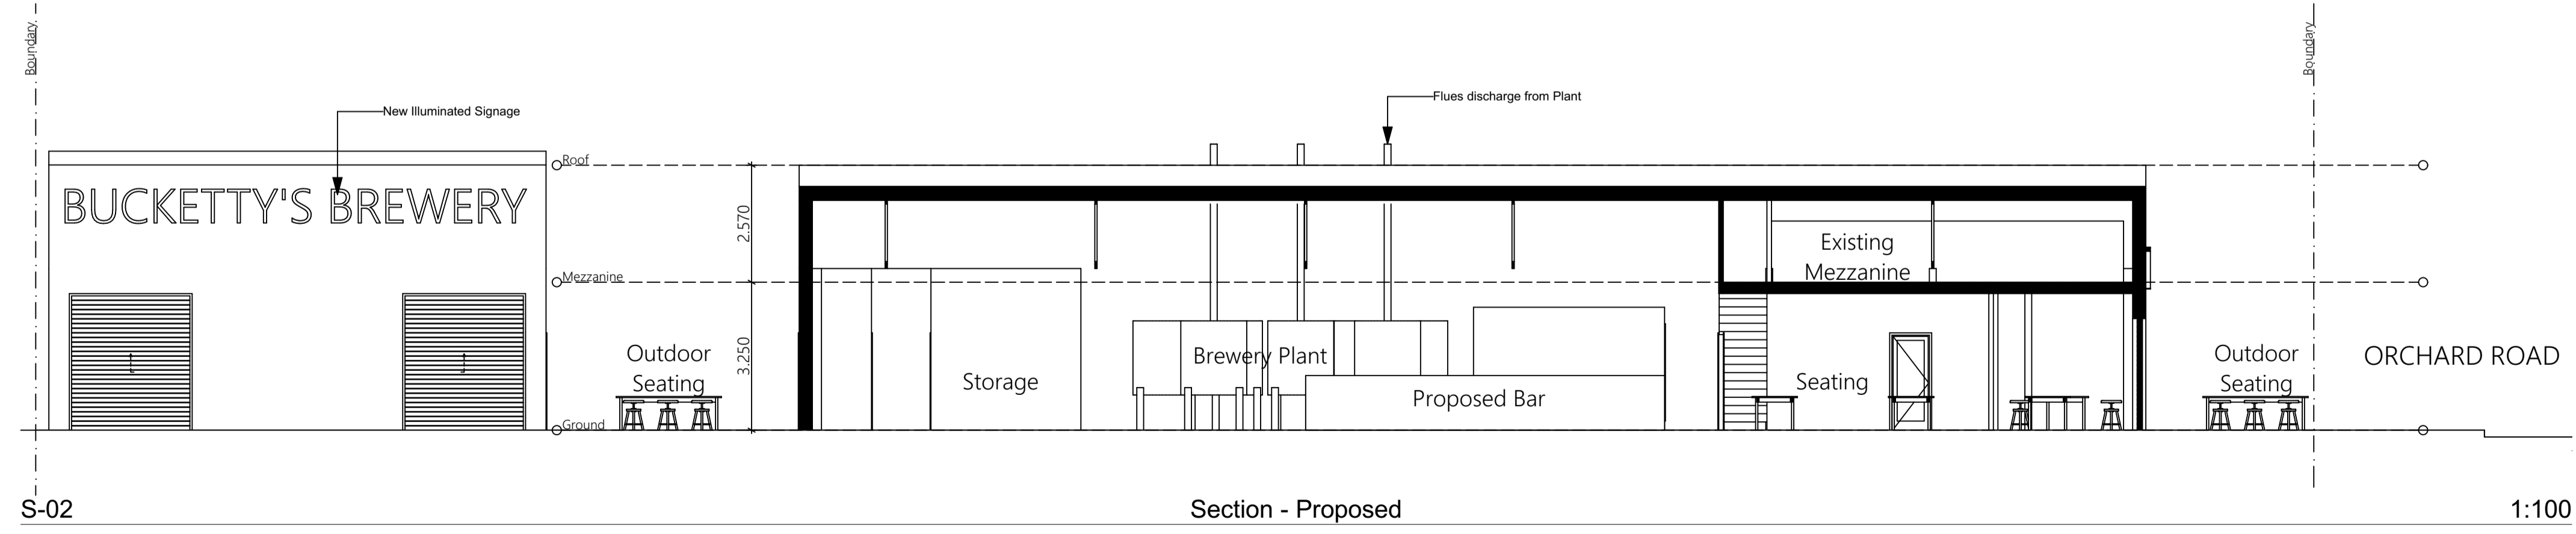 Boundary
Boundary
New Illuminated Signage
Flues discharge from Plant
Roof
BUCKETTY'S BREWERY
2.570
Existing
Mezzanine
Mezzanine
3.250
Outdoor
Seating
Storage
Brewery Plant
Proposed Bar
Seating
Outdoor
Seating
ORCHARD ROAD
Ground
S-02
Section - Proposed
1:100